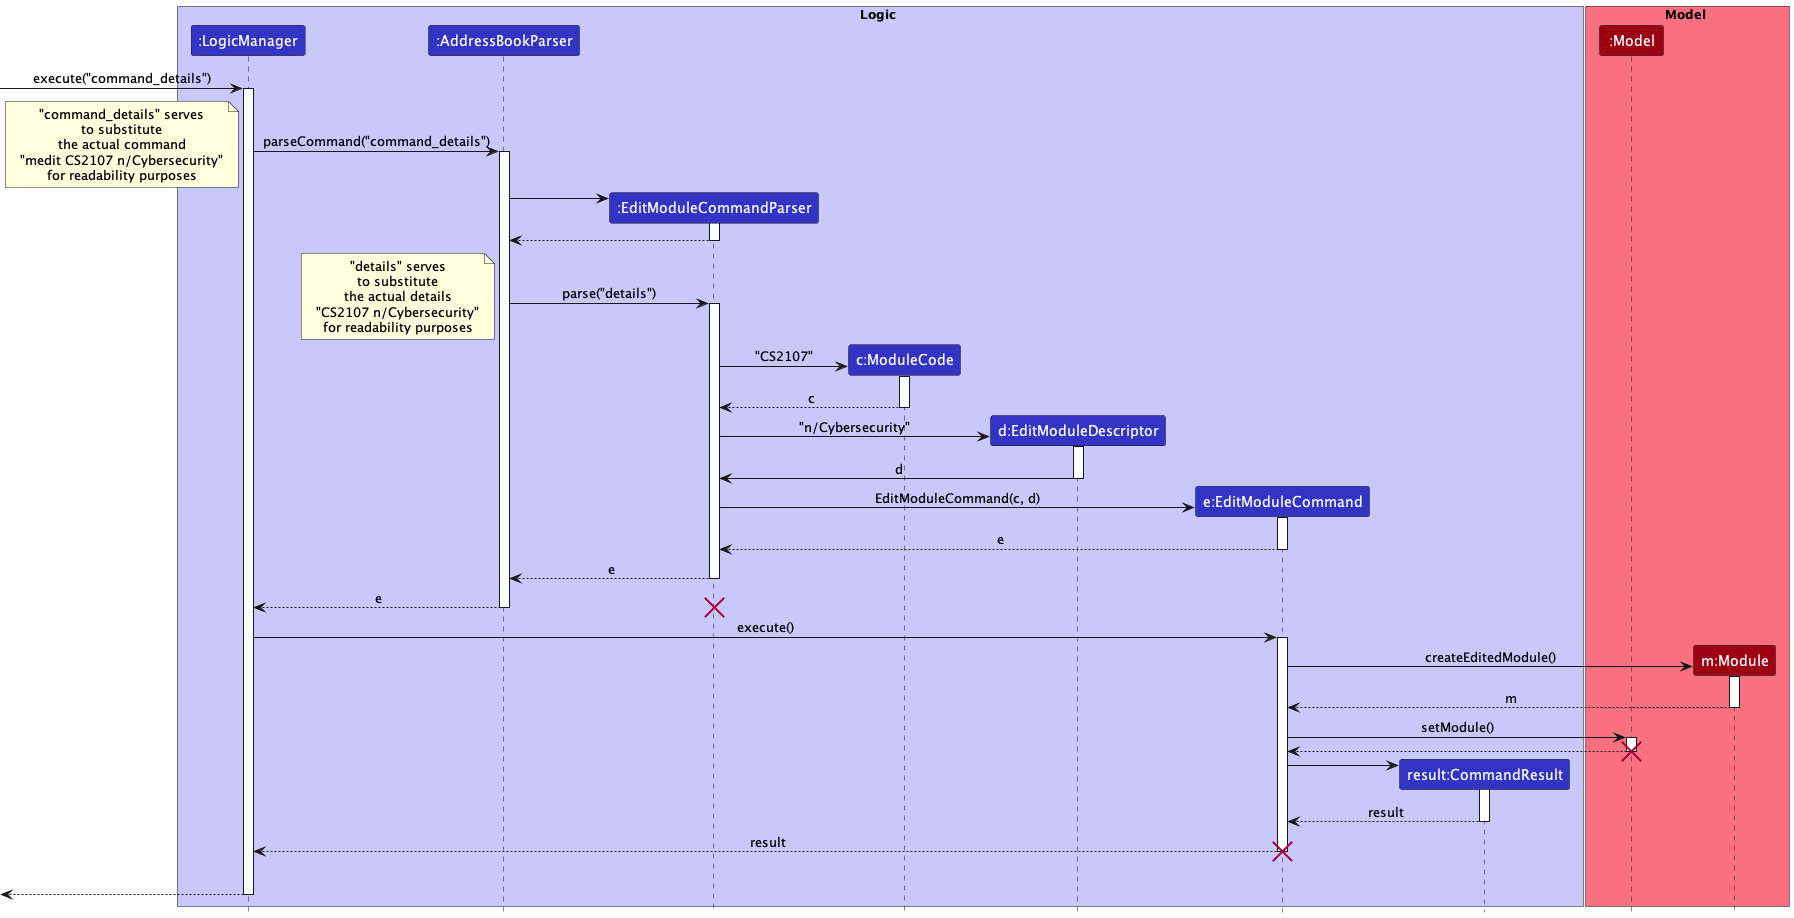 Logic
Model
:LogicManager
:AddressBookParser
:Model
execute("command_details")
"command_details" serves
to substitute
the actual command
"medit CS2107 n/Cybersecurity"
for readability purposes
parseCommand("command_details")
:EditModuleCommandParser
"details" serves
to substitute
the actual details
"CS2107 n/Cybersecurity"
for readability purposes
parse("details")
"CS2107"
c:ModuleCode
c
"n/Cybersecurity"
d:EditModuleDescriptor
d
EditModuleCommand(c, d)
e:EditModuleCommand
e
e
e
execute()
createEditedModule()
m:Module
m
setModule()
result:CommandResult
result
result